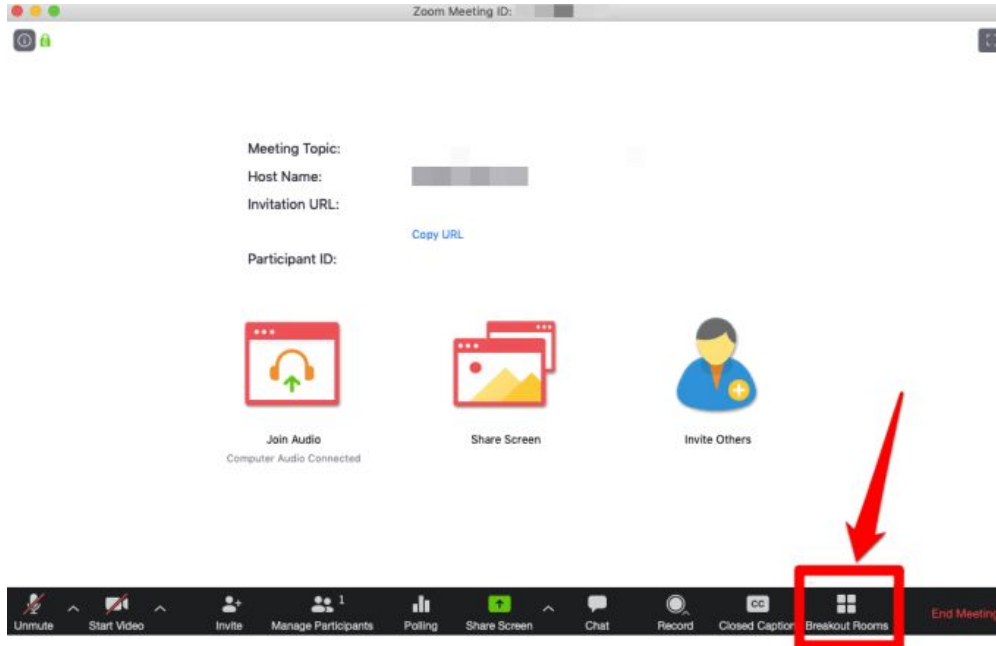 Zoom Meeting ID:
Meeting Topic:
Host Name:
Invitation URL:
Copy URL
Participant ID:
Join Audio
Computer Audio Connected
Share Screen
Invite Others
1
Unmute
Start Video
Invite
Manage Participants
Polling
Share Screen
Chat
Record
CC
Closed Caption
Breakout Rooms
End Meeting